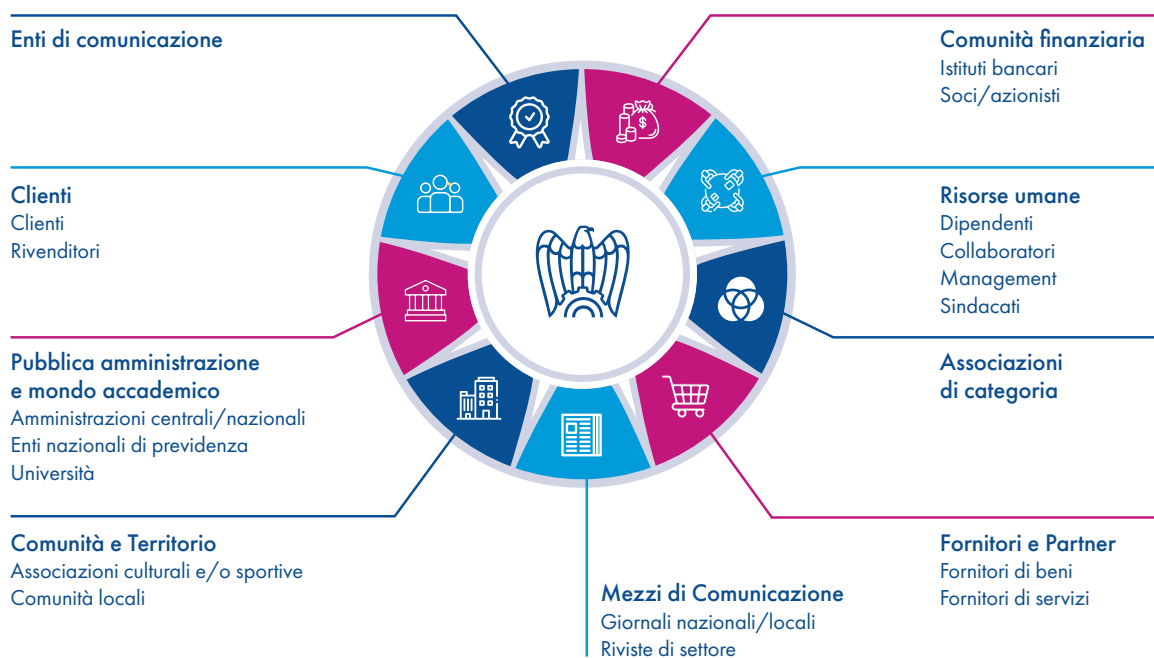 Enti di comunicazione
Comunità finanziaria
Istituti bancari
Soci/azionisti
$
Clienti
Clienti
Rivenditori
Risorse umane
Dipendenti
Collaboratori
Management
Sindacati
Pubblica amministrazione
e mondo accademico
Amministrazioni centrali/nazionali
Enti nazionali di previdenza
Università
Associazioni
di categoria
Comunità e Territorio
Associazioni culturali e/o sportive
Comunità locali
Mezzi di Comunicazione
Giornali nazionali/locali
Riviste di settore
Fornitori e Partner
Fornitori di beni
Fornitori di servizi